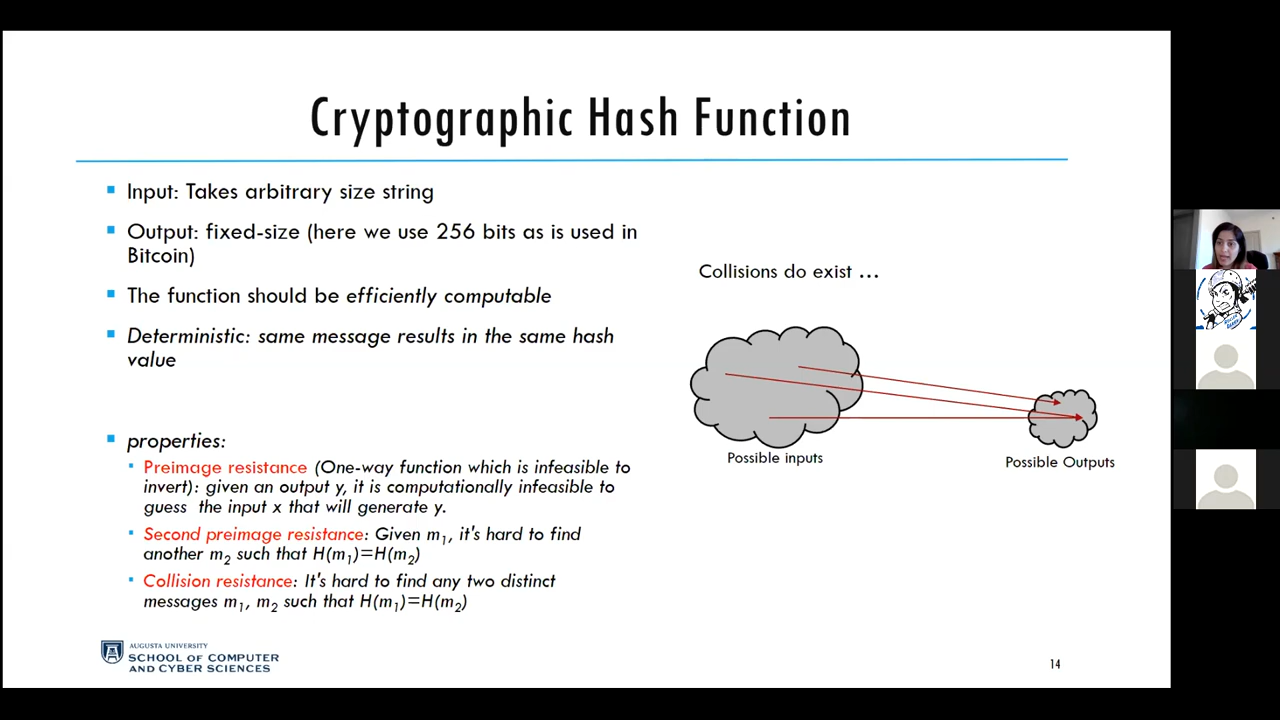 Cryptographic Hash Function
Input: Takes arbitrary size string
Output: fixed-size (here we use 256 bits as is used in
Bitcoin)
The function should be efficiently computable
Deterministic: same message results in the same hash
value
properties:
Preimage resistance (One-way function which is infeasible to
invert): given an output y, it is computationally infeasible to
guess the input x that will generate y.
Second preimage resistance: Given m1, it's hard to find
another m2 such that H(m1)=H(m2)
Collision resistance: It's hard to find any two distinct
messages m1, m2 such that H(m1)=H(m2)
Collisions do exist ...
Possible inputs
Possible Outputs
AUGUSTA UNIVERSITY
SCHOOL OF COMPUTER
AND CYBER SCIENCES
14